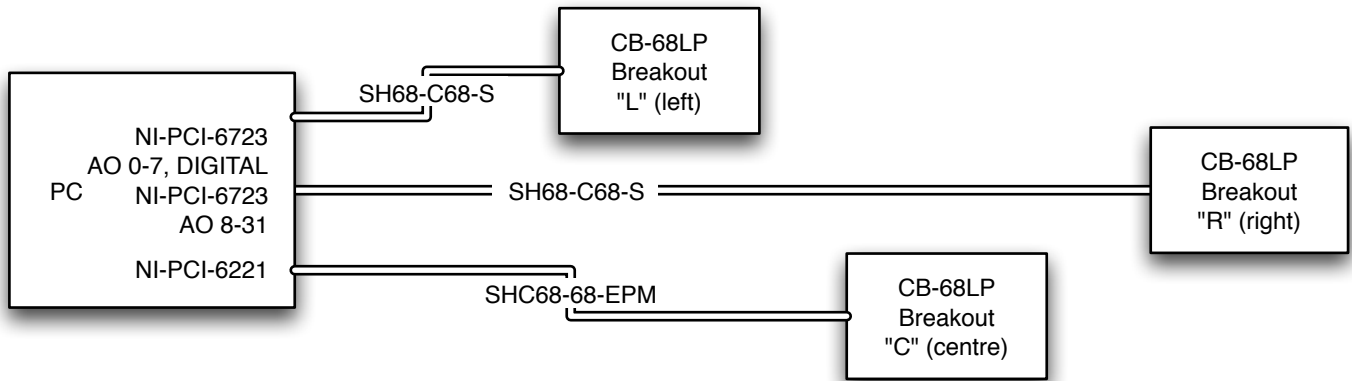 CB-68LP
Breakout
"L" (left)
SH68-C68-S
NI-PCI-6723
AO 0-7, DIGITAL
PC
NI-PCI-6723
AO 8-31
SH68-C68-S
CB-68LP
Breakout
"R" (right)
NI-PCI-6221
SHC68-68-EPM
CB-68LP
Breakout
"C" (centre)